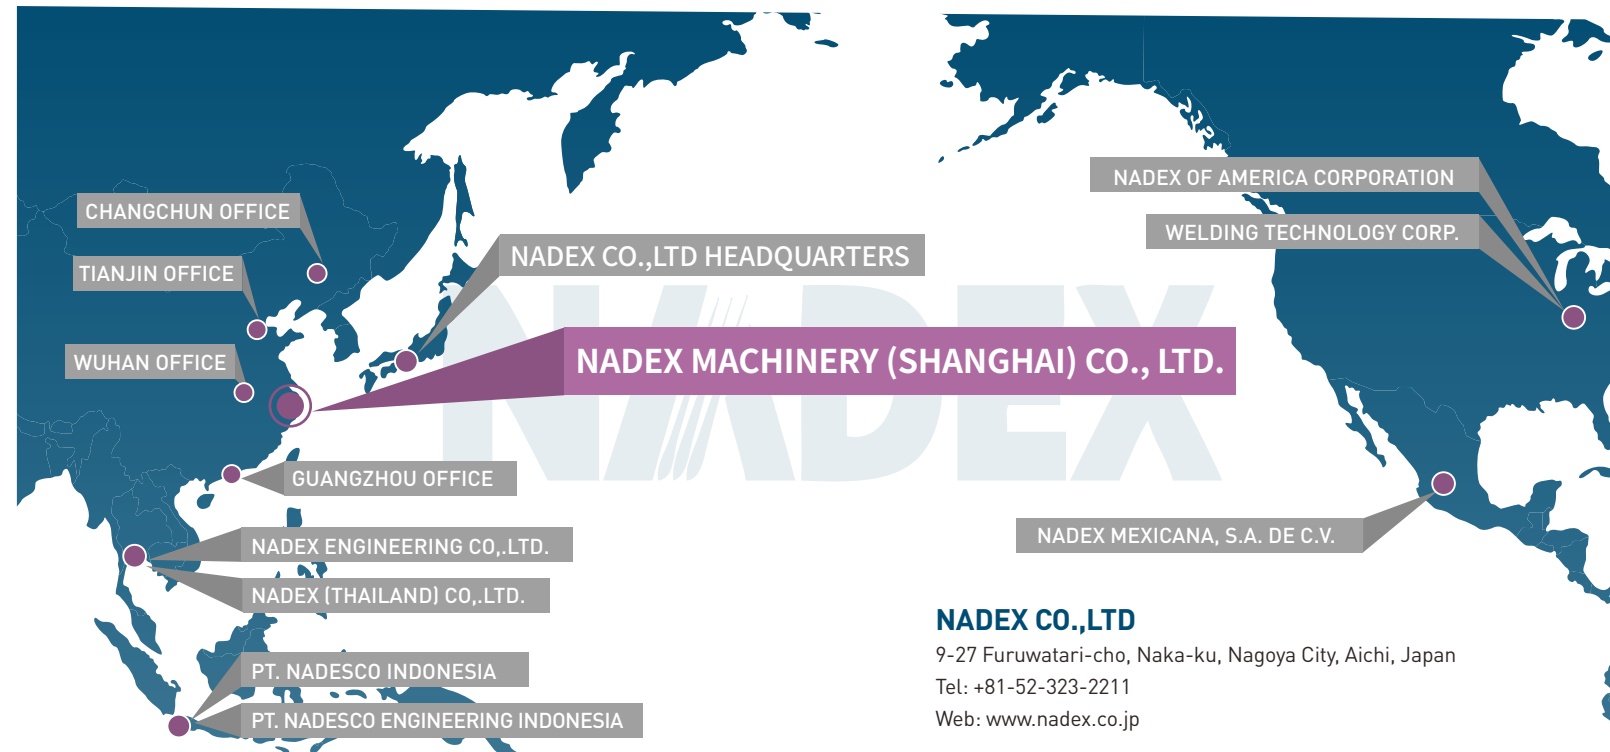 CHANGCHUN OFFICE
TIANJIN OFFICE
WUHAN OFFICE
NADEX CO.,LTD HEADQUARTERS
NADEX OF AMERICA CORPORATION
WELDING TECHNOLOGY CORP.
NADEX
NADEX MACHINERY (SHANGHAI) CO., LTD.
GUANGZHOU OFFICE
NADEX ENGINEERING CO,.LTD.
NADEX (THAILAND) CO,.LTD.
PT. NADESCO INDONESIA
PT. NADESCO ENGINEERING INDONESIA
NADEX MEXICANA, S.A. DE C.V.
NADEX CO.,LTD
9-27 Furuwatari-cho, Naka-ku, Nagoya City, Aichi, Japan
Tel: +81-52-323-2211
Web: www.nadex.co.jp